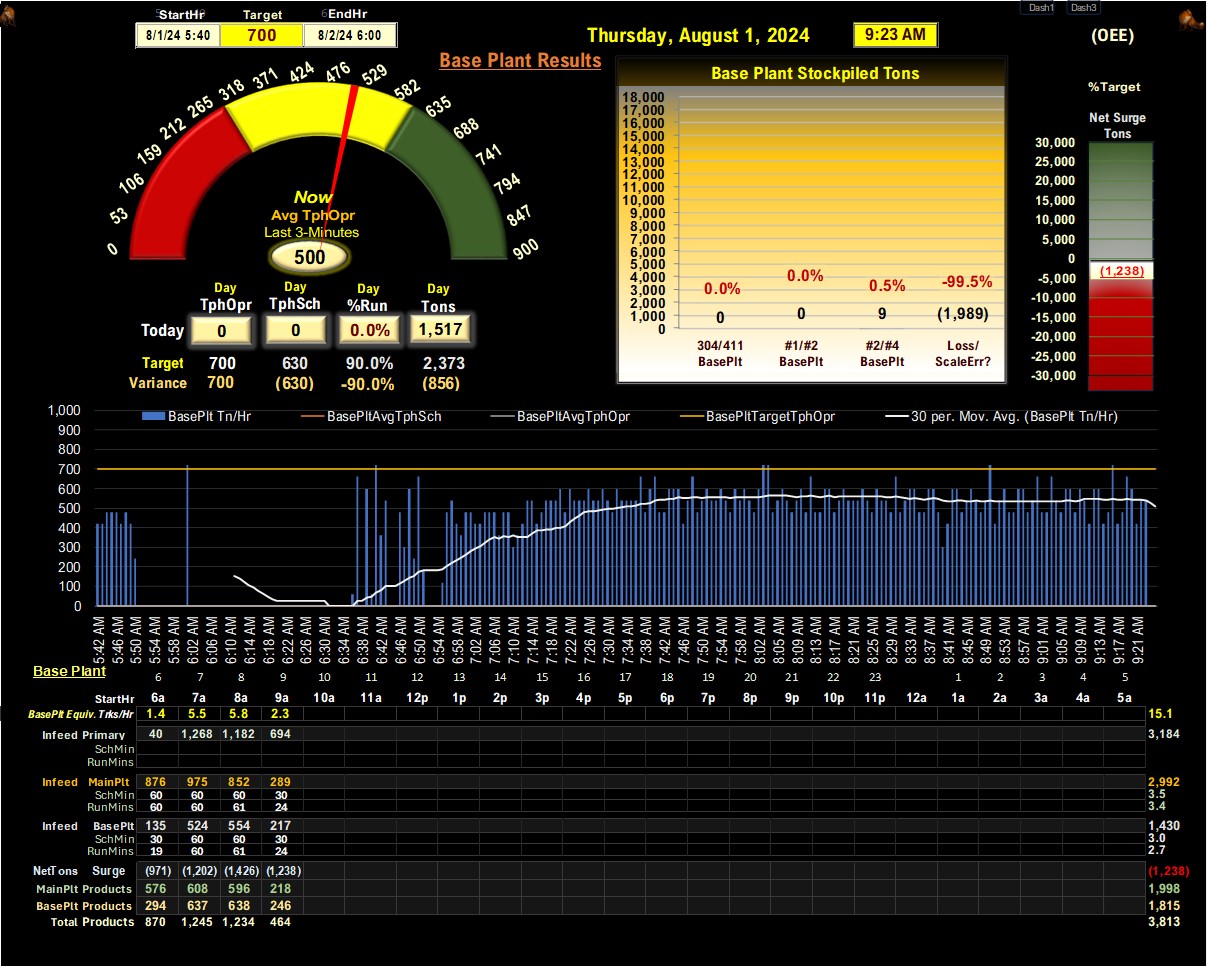 StartHr Target EndHr
8/1/24 5:40 700 8/2/24 6:00
Thursday, August 1, 2024 9:23 AM (OEE)
Dash1 Dash3
Base Plant Results
0 53 106 159 212 265 318 371 424 476 529 582 635 688 741 794 847 900
Now
Avg TphOpr
Last 3-Minutes
500
Day Day Day Day
TphOpr TphSch %Run Tons
Today 0 0 0.0% 1,517
Target 700 630 90.0% 2,373
Variance 700 (630) -90.0% (856)
Base Plant Stockpiled Tons
18,000
17,000
16,000
15,000
14,000
13,000
12,000
11,000
10,000
9,000
8,000
7,000
6,000
5,000
4,000
3,000
2,000
1,000
0
0.0% 0.0% 0.5% -99.5%
0 0 9 (1,989)
304/411 #1/#2 #2/#4 Loss/
BasePlt BasePlt BasePlt ScaleErr?
%Target
Net Surge
Tons
30,000
25,000
20,000
15,000
10,000
5,000
0
(1,238)
-5,000
-10,000
-15,000
-20,000
-25,000
-30,000
BasePlt Tn/Hr BasePltAvgTphSch BasePltAvgTphOpr BasePltTargetTphOpr 30 per. Mov. Avg. (BasePlt Tn/Hr)
1,000
900
800
700
600
500
400
300
200
100
0
5:42 AM 5:46 AM 5:50 AM 5:54 AM 5:58 AM 6:02 AM 6:06 AM 6:10 AM 6:18 AM 6:22 AM 6:26 AM 6:30 AM 6:34 AM 6:38 AM 6:42 AM 6:46 AM 6:50 AM 6:54 AM 6:58 AM 7:02 AM 7:06 AM 7:10 AM 7:14 AM 7:18 AM 7:22 AM 7:26 AM 7:30 AM 7:34 AM 7:38 AM 7:42 AM 7:46 AM 7:50 AM 7:54 AM 7:58 AM 8:02 AM 8:05 AM 8:09 AM 8:13 AM 8:17 AM 8:21 AM 8:25 AM 8:29 AM 8:33 AM 8:37 AM 8:41 AM 8:45 AM 8:49 AM 8:53 AM 8:57 AM 9:01 AM 9:05 AM 9:09 AM 9:13 AM 9:17 AM 9:21 AM
Base Plant
6 7 8 9 10 11 12 13 14 15 16 17 18 19 20 21 22 23 1 2 3 4 5
StartHr 6a 7a 8a 9a 10a 11a 12p 1p 2p 3p 4p 5p 6p 7p 8p 9p 10p 11p 12a 1a 2a 3a 4a 5a
BasePlt Equiv. Trks/Hr 1.4 5.5 5.8 2.3 15.1
Infeed Primary 40 1,268 1,182 694 3,184
SchMin
RunMins
Infeed MainPlt 876 975 852 289 2,992
SchMin 60 60 60 30 3.5
RunMins 60 60 61 24 3.4
Infeed BasePlt 135 524 554 217 1,430
SchMin 30 60 60 30 3.0
RunMins 19 60 61 24 2.7
NetTons Surge (971) (1,202) (1,426) (1,238) (1,238)
MainPlt Products 576 608 596 218 1,998
BasePlt Products 294 637 638 246 1,815
Total Products 870 1,245 1,234 464 3,813